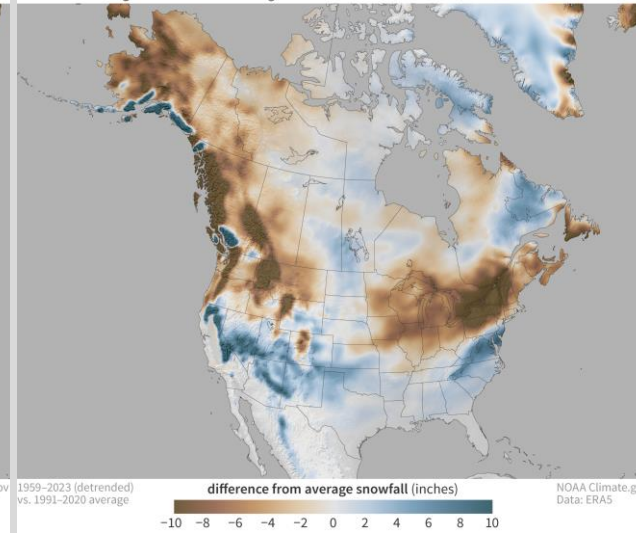 1959–2023 (detrended)
vs. 1991–2020 average
difference from average snowfall (inches)
−10 −8 −6 −4 −2 0 2 4 6 8 10
NOAA Climate.g
Data: ERA5